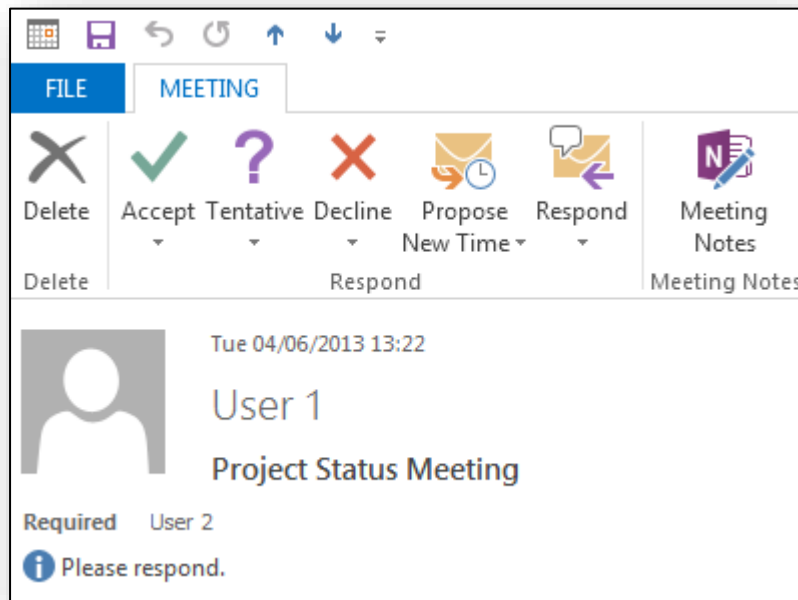 FILE MEETING
Delete Accept Tentative Decline Propose New Time Respond Meeting Notes
Delete Respond Meeting Notes
Tue 04/06/2013 13:22
User 1
Project Status Meeting
Required User 2
Please respond.